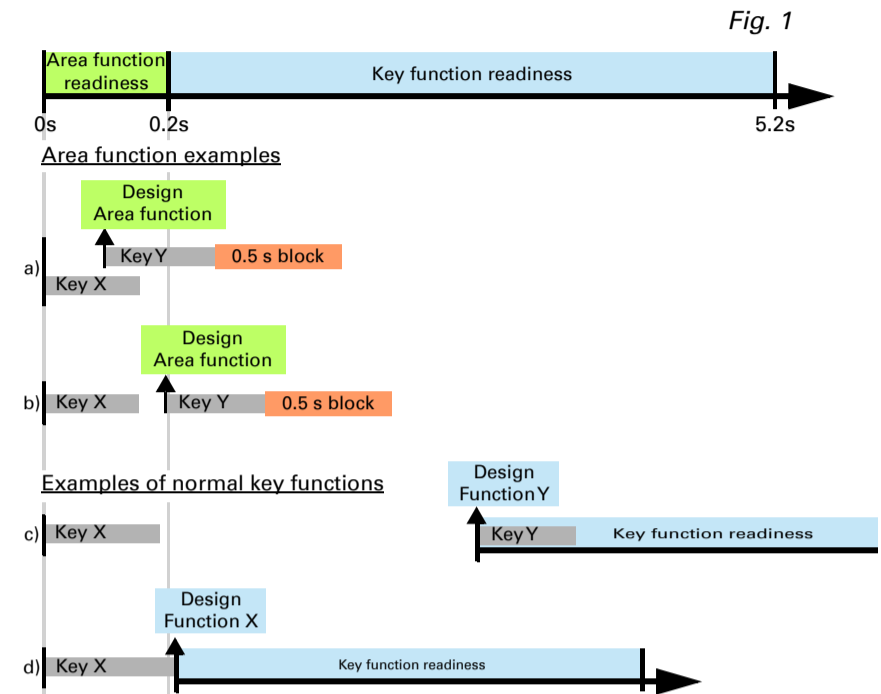 Fig. 1
Area function
readiness
Key function readiness
0s
0.2s
5.2s
Area function examples
Design
Area function
Key Y
0.5 s block
a)
Key X
Design
Area function
b)
Key X
Key Y
0.5 s block
Examples of normal key functions
Design
Function Y
c)
Key X
Key Y
Key function readiness
Design
Function X
d)
Key X
Key function readiness